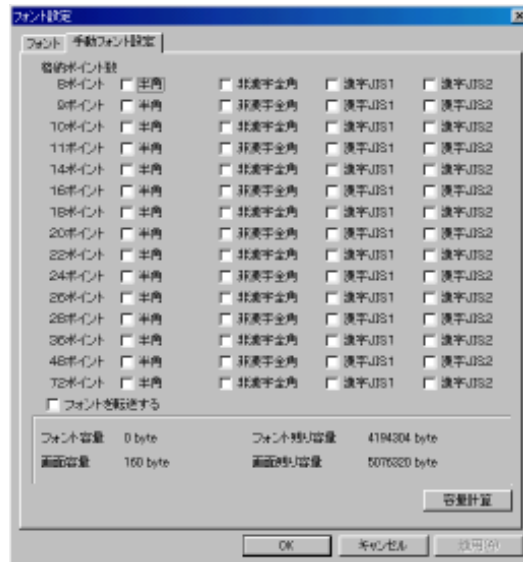 フォント設定
フォント 手動フォント設定
格納ポイント数
8ポイント 半角 非漢字全角 漢字JIS1 漢字JIS2
9ポイント 半角 非漢字全角 漢字JIS1 漢字JIS2
10ポイント 半角 非漢字全角 漢字JIS1 漢字JIS2
11ポイント 半角 非漢字全角 漢字JIS1 漢字JIS2
14ポイント 半角 非漢字全角 漢字JIS1 漢字JIS2
16ポイント 半角 非漢字全角 漢字JIS1 漢字JIS2
18ポイント 半角 非漢字全角 漢字JIS1 漢字JIS2
20ポイント 半角 非漢字全角 漢字JIS1 漢字JIS2
22ポイント 半角 非漢字全角 漢字JIS1 漢字JIS2
24ポイント 半角 非漢字全角 漢字JIS1 漢字JIS2
26ポイント 半角 非漢字全角 漢字JIS1 漢字JIS2
28ポイント 半角 非漢字全角 漢字JIS1 漢字JIS2
36ポイント 半角 非漢字全角 漢字JIS1 漢字JIS2
48ポイント 半角 非漢字全角 漢字JIS1 漢字JIS2
72ポイント 半角 非漢字全角 漢字JIS1 漢字JIS2
フォントを転送する
フォント容量 0 byte フォント残り容量 4194304 byte
画面容量 160 byte 画面残り容量 5076320 byte
容量計算
OK キャンセル 適用(A)